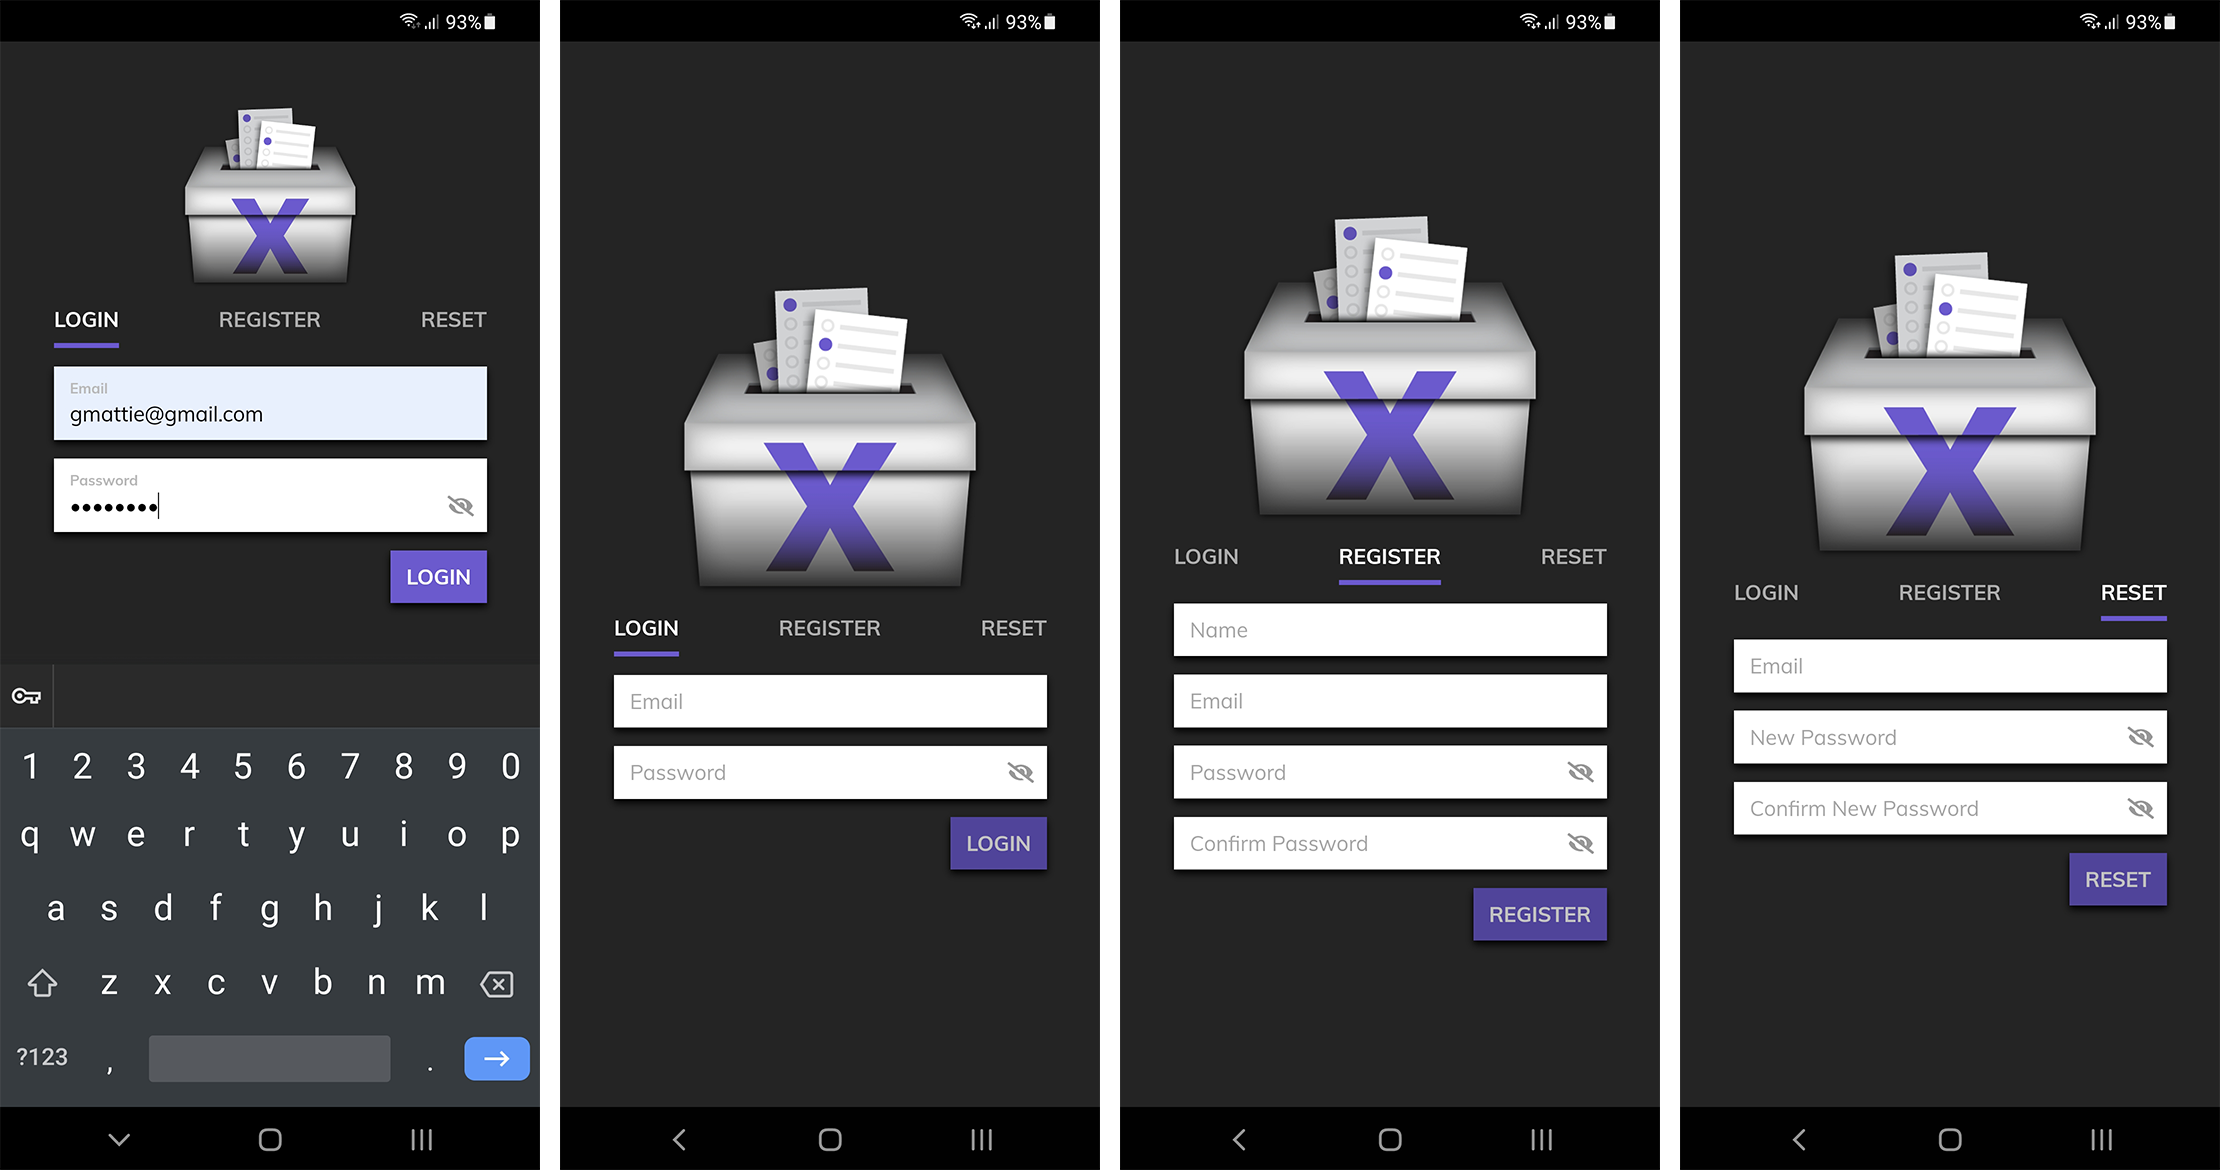 93%
X
LOGIN REGISTER RESET
Email
gmattie@gmail.com
Password
••••••••
LOGIN
1 2 3 4 5 6 7 8 9 0
q w e r t y u i o p
a s d f g h j k l
z x c v b n m
?123 , .
93%
X
LOGIN REGISTER RESET
Email
Password
LOGIN
93%
X
LOGIN REGISTER RESET
Name
Email
Password
Confirm Password
REGISTER
93%
X
LOGIN REGISTER RESET
Email
New Password
Confirm New Password
RESET